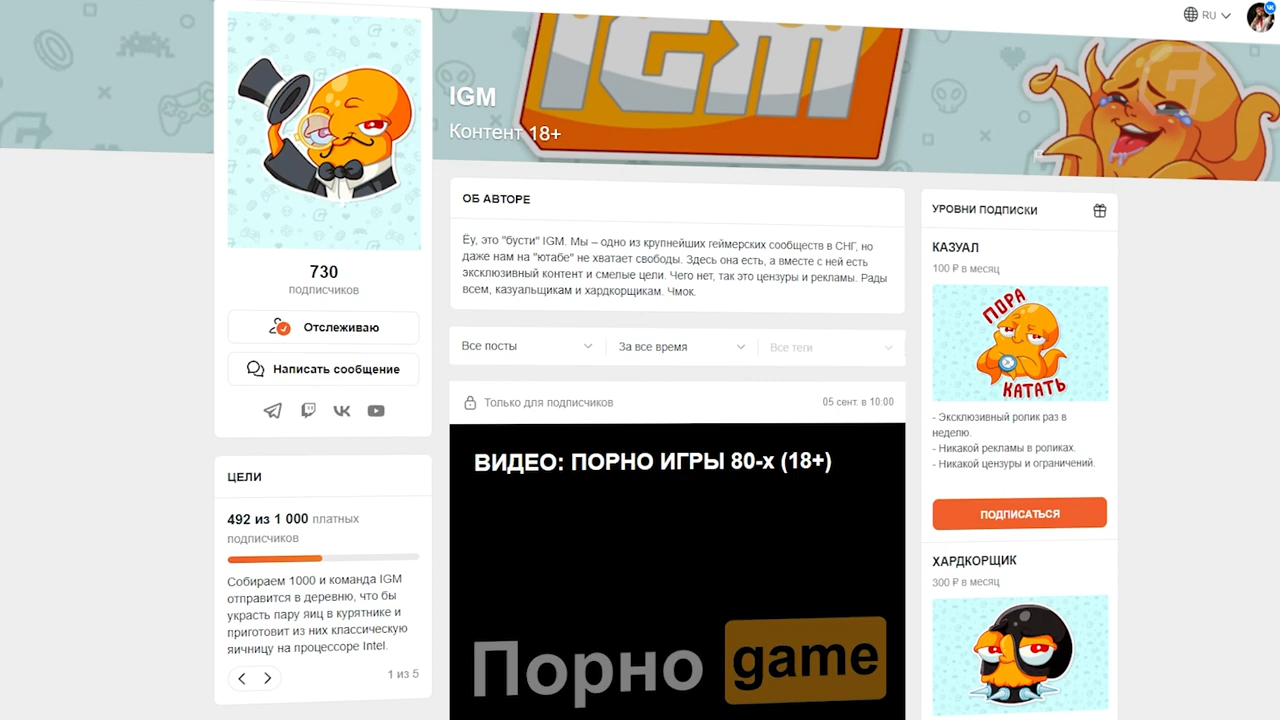 RU
IGM
IGM
Контент 18+
730
подписчиков
Отслеживаю
Написать сообщение
ЦЕЛИ
492 из 1 000 платных
подписчиков
Собираем 1000 и команда IGM
отправится в деревню, что бы
украсть пару яиц в курятнике и
приготовит из них классическую
яичницу на процессоре Intel.
1 из 5
ОБ АВТОРЕ
Ёу, это "бусти" IGM. Мы – одно из крупнейших геймерских сообществ в СНГ, но
даже нам на "ютабе" не хватает свободы. Здесь она есть, а вместе с ней есть
эксклюзивный контент и смелые цели. Чего нет, так это цензуры и рекламы. Рады
всем, казуальщикам и хардкорщикам. Чмок.
Все посты
За все время
Все теги
Только для подписчиков
05 сент. в 10:00
ВИДЕО: ПОРНО ИГРЫ 80-х (18+)
Порно game
УРОВНИ ПОДПИСКИ
КАЗУАЛ
100 ₽ в месяц
ПОРА
КАТАТЬ
- Эксклюзивный ролик раз в
неделю.
- Никакой рекламы в роликах.
- Никакой цензуры и ограничений.
ПОДПИСАТЬСЯ
ХАРДКОРЩИК
300 ₽ в месяц